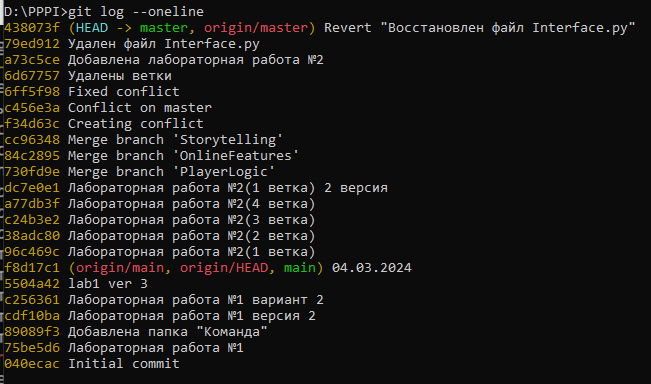 D:\PPPI>git log --oneline
438073f (HEAD -> master, origin/master) Revert "Восстановлен файл Interface.py"
79ed912 Удален файл Interface.py
a73c5ce Добавлена лабораторная работа №2
6d67757 Удалены ветки
6ff5f98 Fixed conflict
c456e3a Conflict on master
f34d63c Creating conflict
cc96348 Merge branch 'Storytelling'
84c2895 Merge branch 'OnlineFeatures'
730fd9e Merge branch 'PlayerLogic'
dc7e0e1 Лабораторная работа №2(1 ветка) 2 версия
a77db3f Лабораторная работа №2(4 ветка)
c24b3e2 Лабораторная работа №2(3 ветка)
38adc80 Лабораторная работа №2(2 ветка)
96c469c Лабораторная работа №2(1 ветка)
f8d17c1 (origin/main, origin/HEAD, main) 04.03.2024
5504a42 lab1 ver 3
c256361 Лабораторная работа №1 вариант 2
cdf10ba Лабораторная работа №1 версия 2
89089f3 Добавлена папка "Команда"
75be5d6 Лабораторная работа №1
040ecac Initial commit